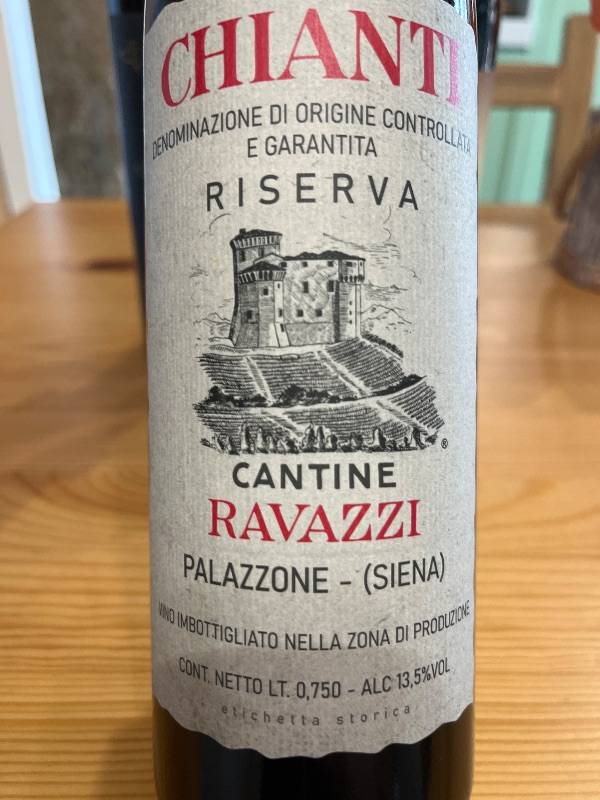 CHIANTI
DENOMINAZIONE DI ORIGINE CONTROLLATA
E GARANTITA
RISERVA
®
CANTINE
RAVAZZI
PALAZZONE - (SIENA)
VINO IMBOTTIGLIATO NELLA ZONA DI PRODUZIONE
CONT. NETTO LT. 0,750 - ALC 13,5%VOL
etichetta storica